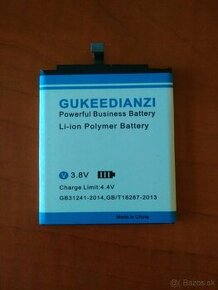 GUKEEDIANZI
Powerful Business Battery
Li-ion Polymer Battery
V 3.8V
Charge Limit:4.4V
GB31241-2014,GB/T18287-2013
Made in China
Bazos.sk